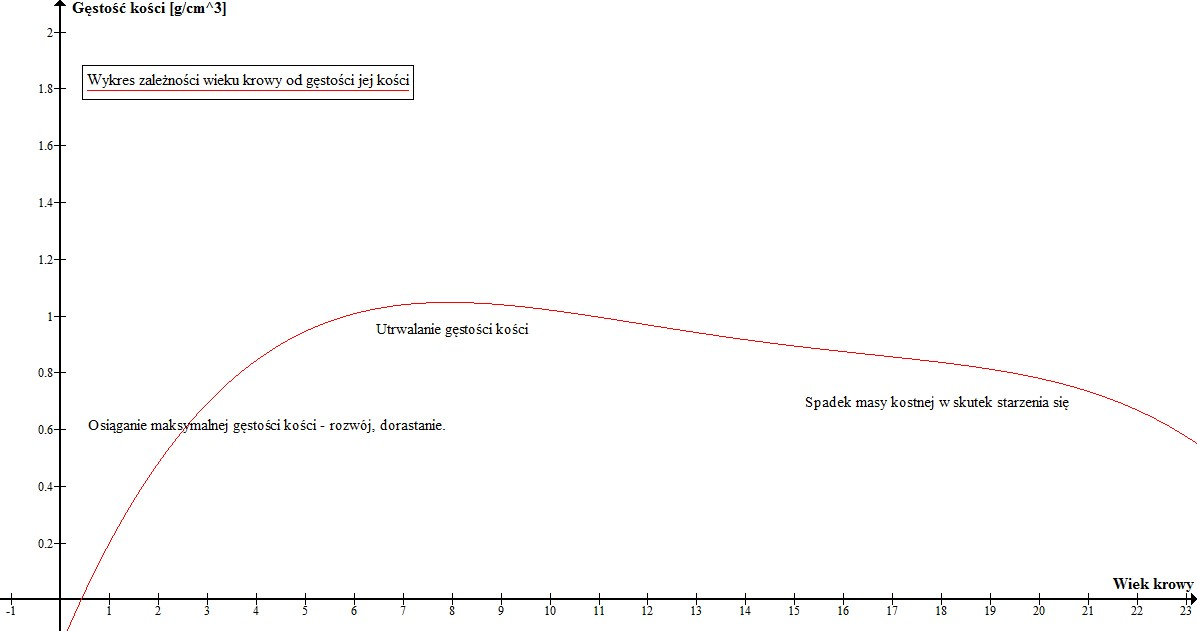 Gęstość kości [g/cm^3]
2
Wykres zależności wieku krowy od gęstości jej kości
1.8
1.6
1.4
1.2
1
Utrwalanie gęstości kości
0.8
Spadek masy kostnej w skutek starzenia się
Osiąganie maksymalnej gęstości kości - rozwój, dorastanie.
0.6
0.4
0.2
Wiek krowy
-1 1 2 3 4 5 6 7 8 9 10 11 12 13 14 15 16 17 18 19 20 21 22 23